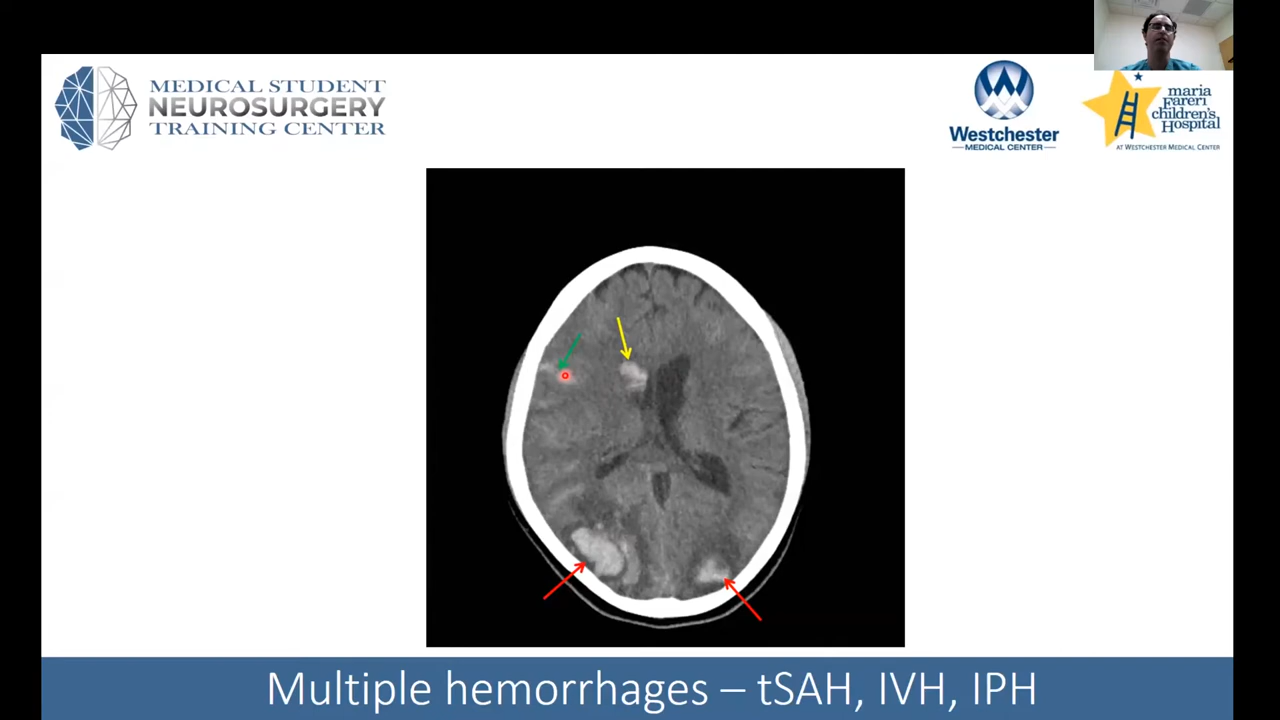 MEDICAL STUDENT
NEUROSURGERY
TRAINING CENTER
Westchester
MEDICAL CENTER
maria
Fareri
children's
Hospital
AT WESTCHESTER MEDICAL CENTER
Multiple hemorrhages – tSAH, IVH, IPH